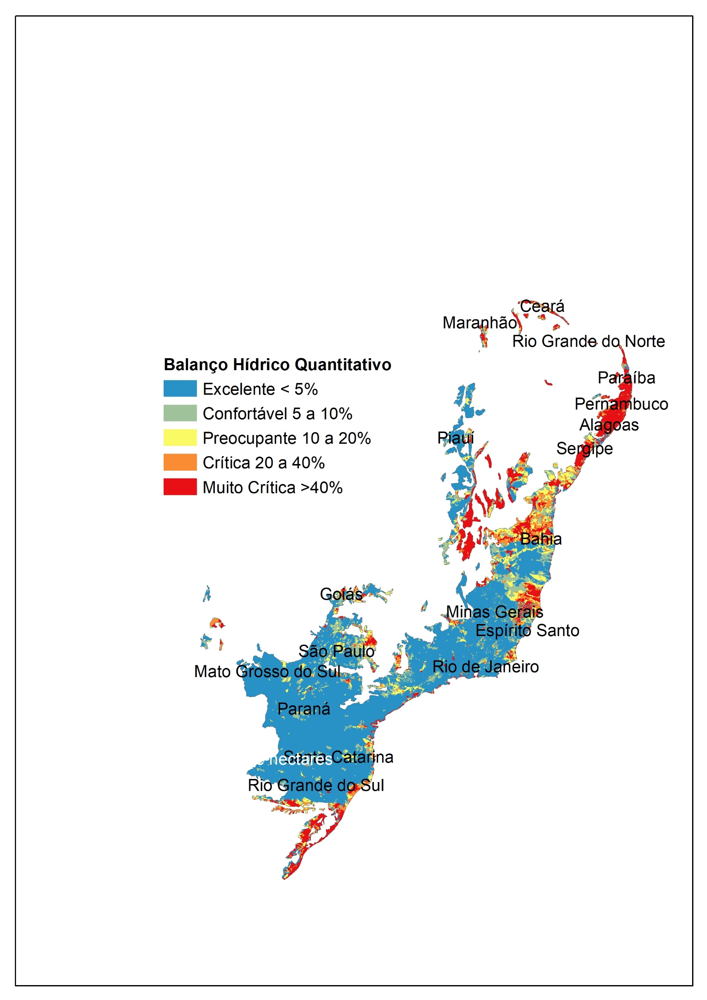 Ceará
Maranhão
Rio Grande do Norte
Balanço Hídrico Quantitativo
Excelente < 5%
Confortável 5 a 10%
Preocupante 10 a 20%
Crítica 20 a 40%
Muito Crítica >40%
Paraíba
Pernambuco
Alagoas
Piauí
Sergipe
Bahia
Goiás
Minas Gerais
Espírito Santo
São Paulo
Rio de Janeiro
Mato Grosso do Sul
Paraná
Santa Catarina
hectares
Rio Grande do Sul